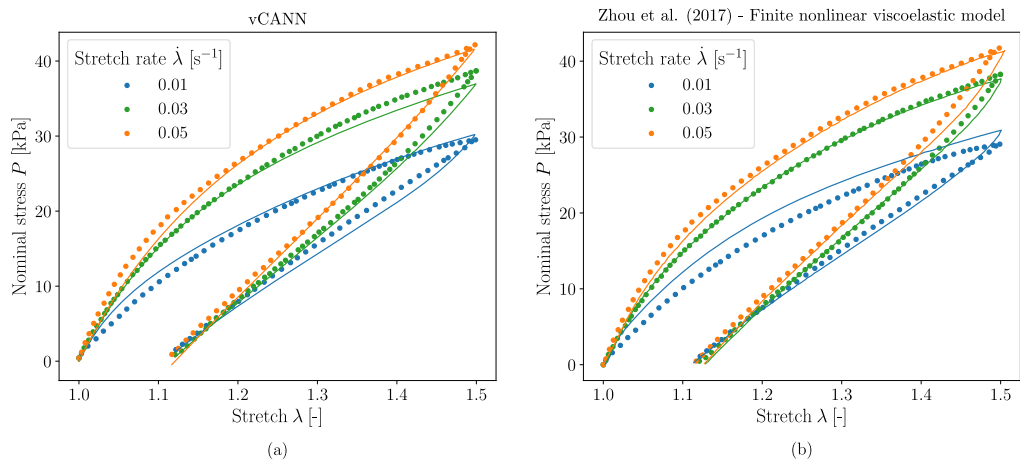 vCANN
Stretch rate λ̇ [s⁻¹]
0.01
0.03
0.05
Nominal stress P [kPa]
40
30
20
10
0
1.0 1.1 1.2 1.3 1.4 1.5
Stretch λ [-]
(a)
Zhou et al. (2017) - Finite nonlinear viscoelastic model
Stretch rate λ̇ [s⁻¹]
0.01
0.03
0.05
Nominal stress P [kPa]
40
30
20
10
0
1.0 1.1 1.2 1.3 1.4 1.5
Stretch λ [-]
(b)